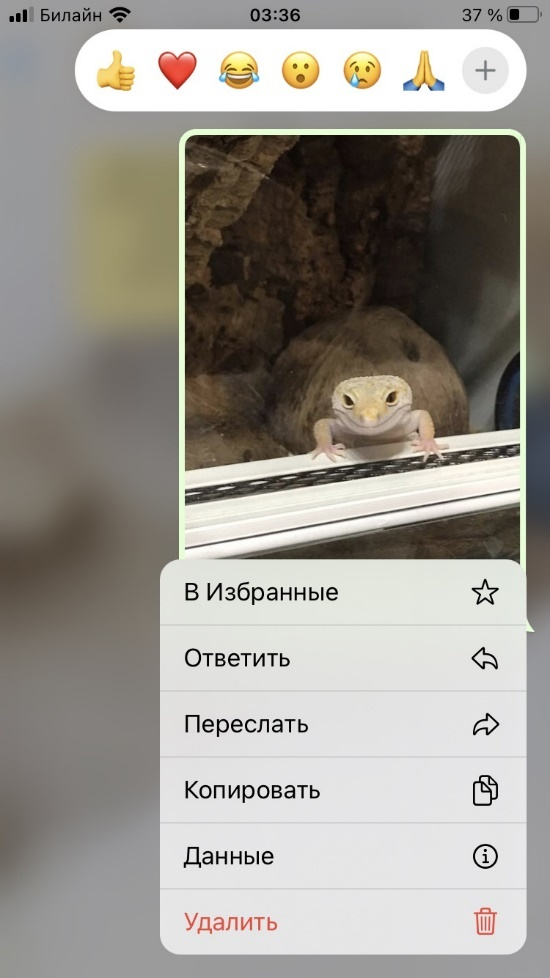 Билайн 03:36 37 %
В Избранные
Ответить
Переслать
Копировать
Данные
Удалить